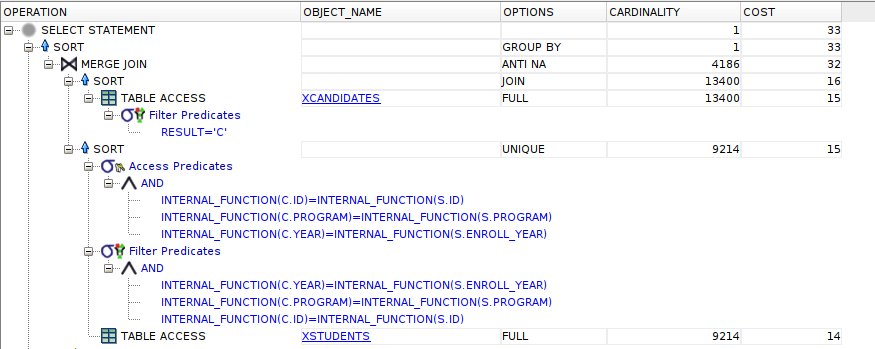 OPERATION OBJECT_NAME OPTIONS CARDINALITY COST
SELECT STATEMENT 1 33
SORT GROUP BY 1 33
MERGE JOIN ANTI NA 4186 32
SORT JOIN 13400 16
TABLE ACCESS XCANDIDATES FULL 13400 15
Filter Predicates
RESULT='C'
SORT UNIQUE 9214 15
Access Predicates
AND
INTERNAL_FUNCTION(C.ID)=INTERNAL_FUNCTION(S.ID)
INTERNAL_FUNCTION(C.PROGRAM)=INTERNAL_FUNCTION(S.PROGRAM)
INTERNAL_FUNCTION(C.YEAR)=INTERNAL_FUNCTION(S.ENROLL_YEAR)
Filter Predicates
AND
INTERNAL_FUNCTION(C.YEAR)=INTERNAL_FUNCTION(S.ENROLL_YEAR)
INTERNAL_FUNCTION(C.PROGRAM)=INTERNAL_FUNCTION(S.PROGRAM)
INTERNAL_FUNCTION(C.ID)=INTERNAL_FUNCTION(S.ID)
TABLE ACCESS XSTUDENTS FULL 9214 14